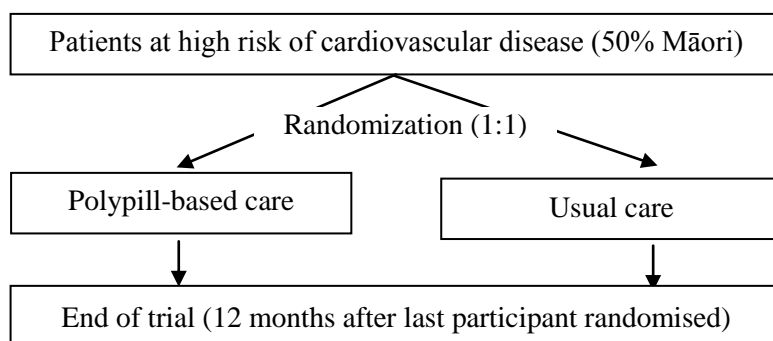 Patients at high risk of cardiovascular disease (50% Māori)
Randomization (1:1)
Polypill-based care
Usual care
End of trial (12 months after last participant randomised)